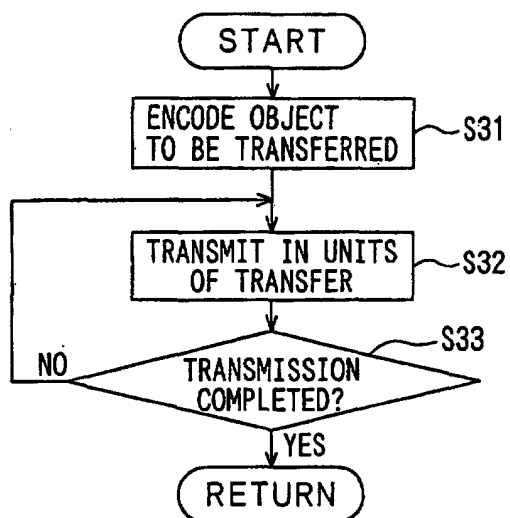 START
ENCODE OBJECT
TO BE TRANSFERRED
S31
TRANSMIT IN UNITS
OF TRANSFER
S32
S33
NO
TRANSMISSION
COMPLETED?
YES
RETURN